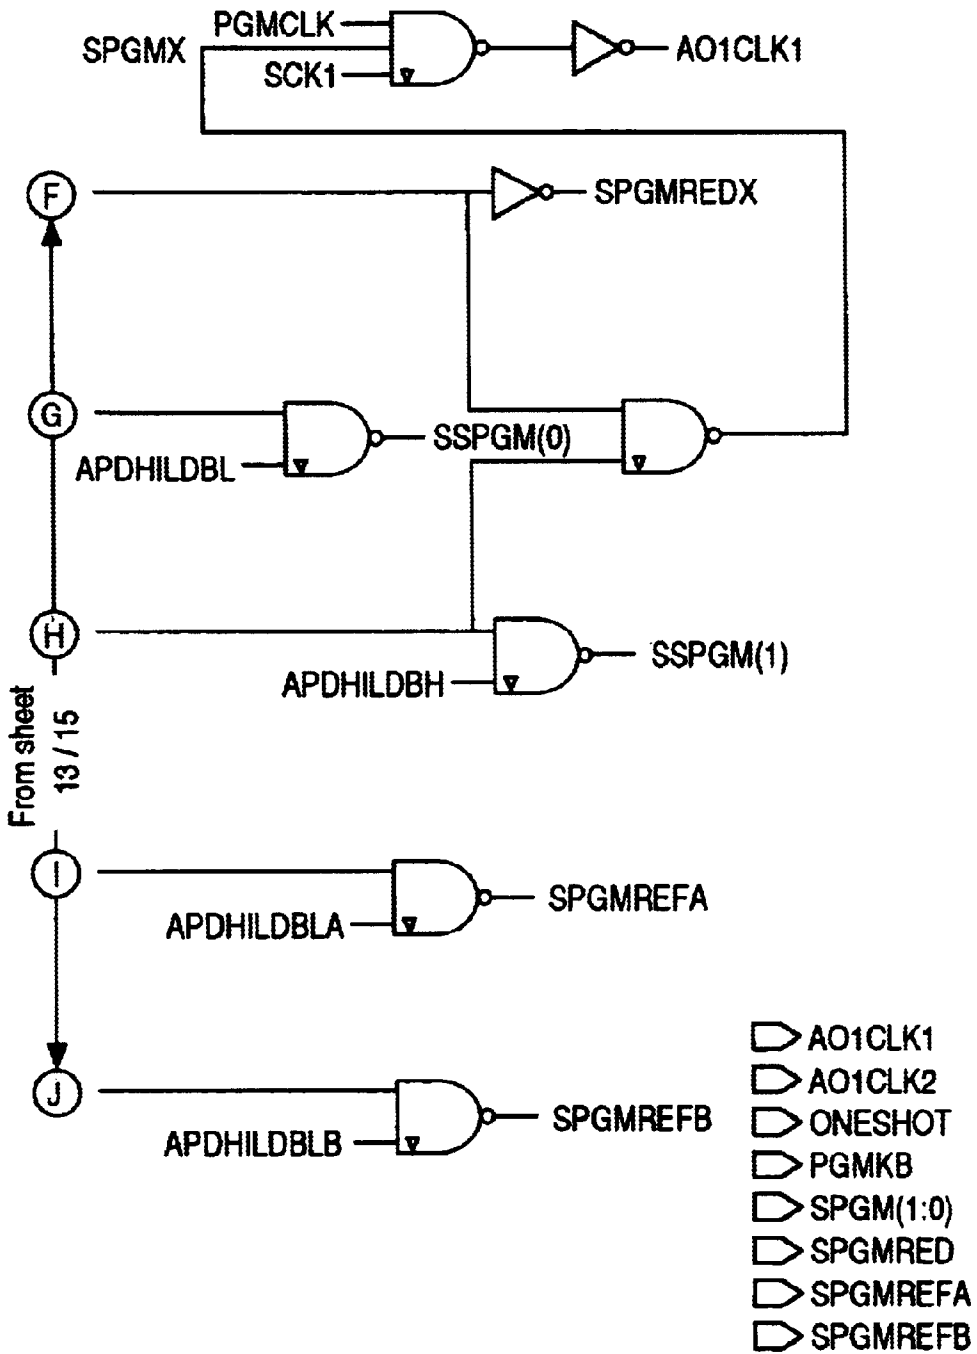 PGMCLK
SPGMX
SCK1
AO1CLK1
F
SPGMREDX
G
SSPGM(0)
APDHILDBL
H
SSPGM(1)
APDHILDBH
From sheet
13 / 15
I
SPGMREFA
APDHILDBLA
J
SPGMREFB
APDHILDBLB
AO1CLK1
AO1CLK2
ONESHOT
PGMKB
SPGM(1:0)
SPGMRED
SPGMREFA
SPGMREFB